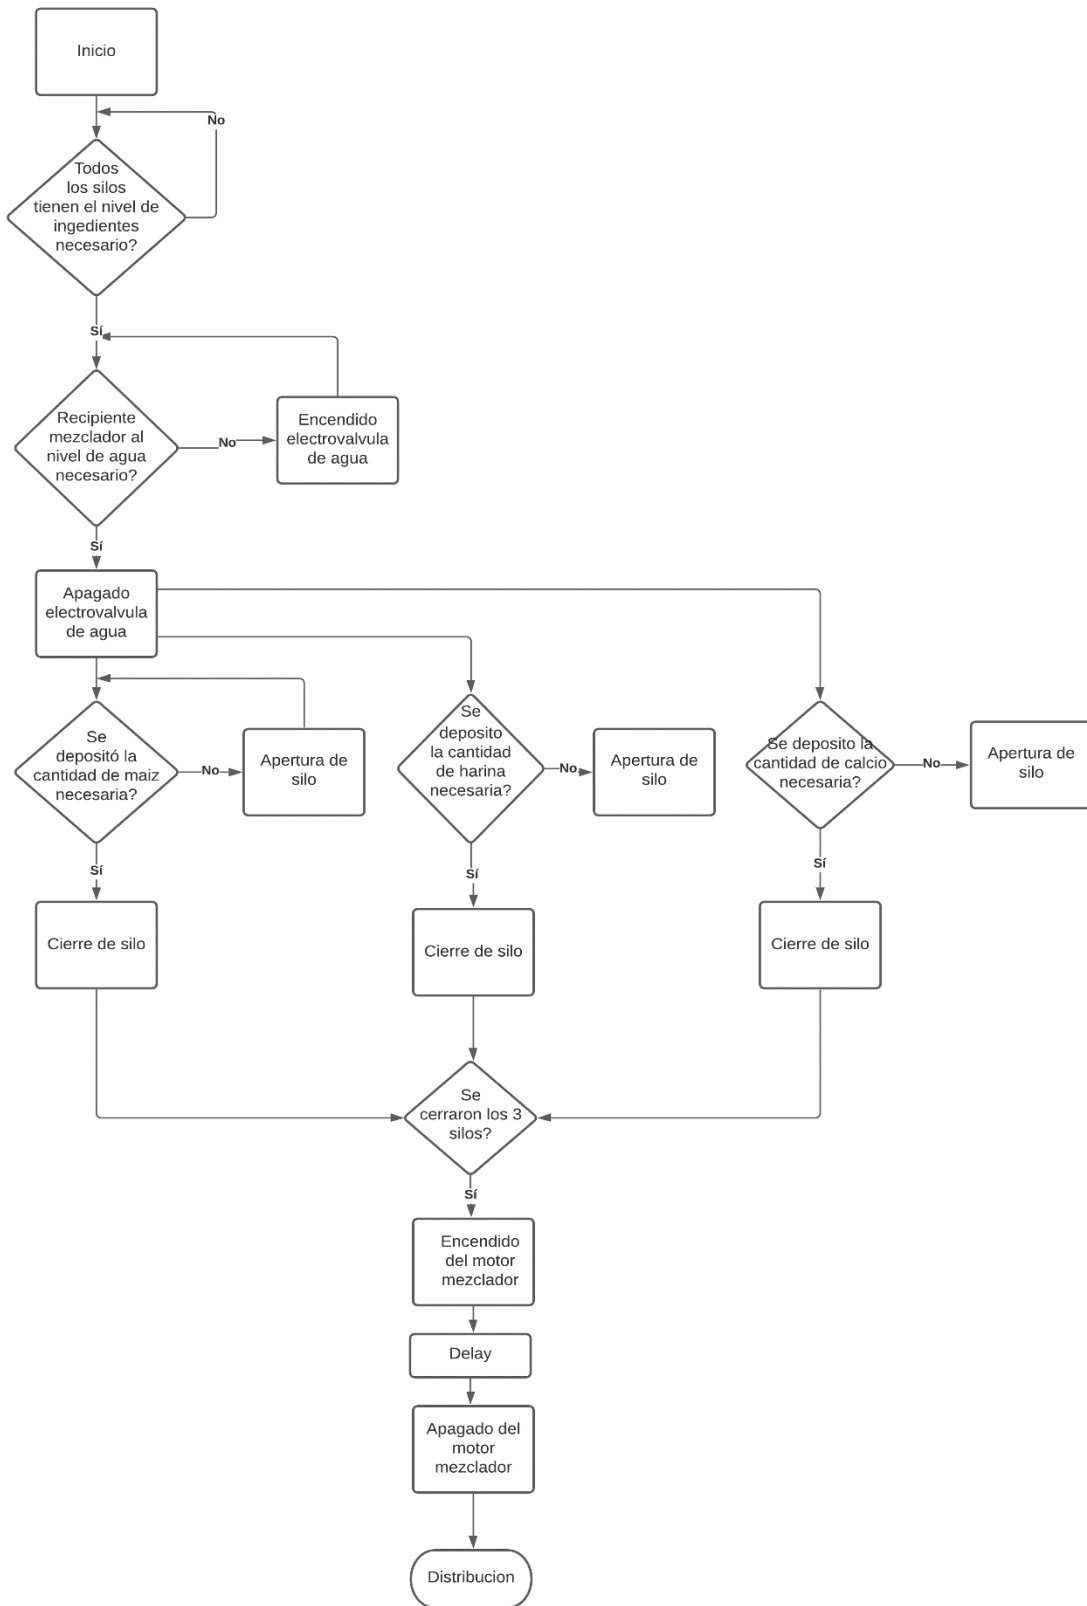 Inicio
No
Todos
los silos
tienen el nivel de
ingedientes
necesario?
Sí
Recipiente
mezclador al
nivel de agua
necesario?
No
Encendido
electrovalvula
de agua
Sí
Apagado
electrovalvula
de agua
Se
depositó la
cantidad de maiz
necesaria?
No
Apertura de
silo
Se
deposito
la cantidad
de harina
necesaria?
No
Apertura de
silo
Se deposito la
cantidad de calcio
necesaria?
No
Apertura de
silo
Sí
Sí
Sí
Cierre de silo
Cierre de silo
Cierre de silo
Se
cerraron los 3
silos?
Sí
Encendido
del motor
mezclador
Delay
Apagado del
motor
mezclador
Distribucion